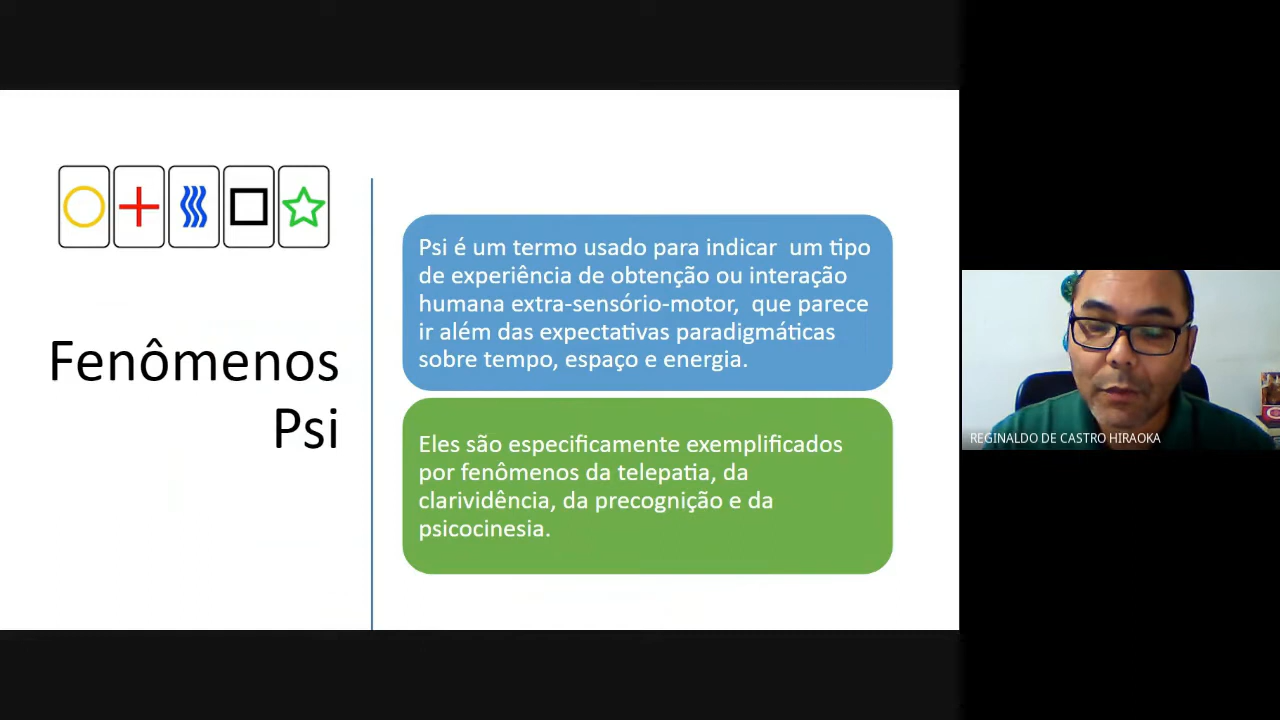 Fenômenos
Psi
Psi é um termo usado para indicar  um tipo
de experiência de obtenção ou interação
humana extra-sensório-motor,  que parece
ir além das expectativas paradigmáticas
sobre tempo, espaço e energia.
Eles são especificamente exemplificados
por fenômenos da telepatia, da
clarividência, da precognição e da
psicocinesia.
REGINALDO DE CASTRO HIRAOKA